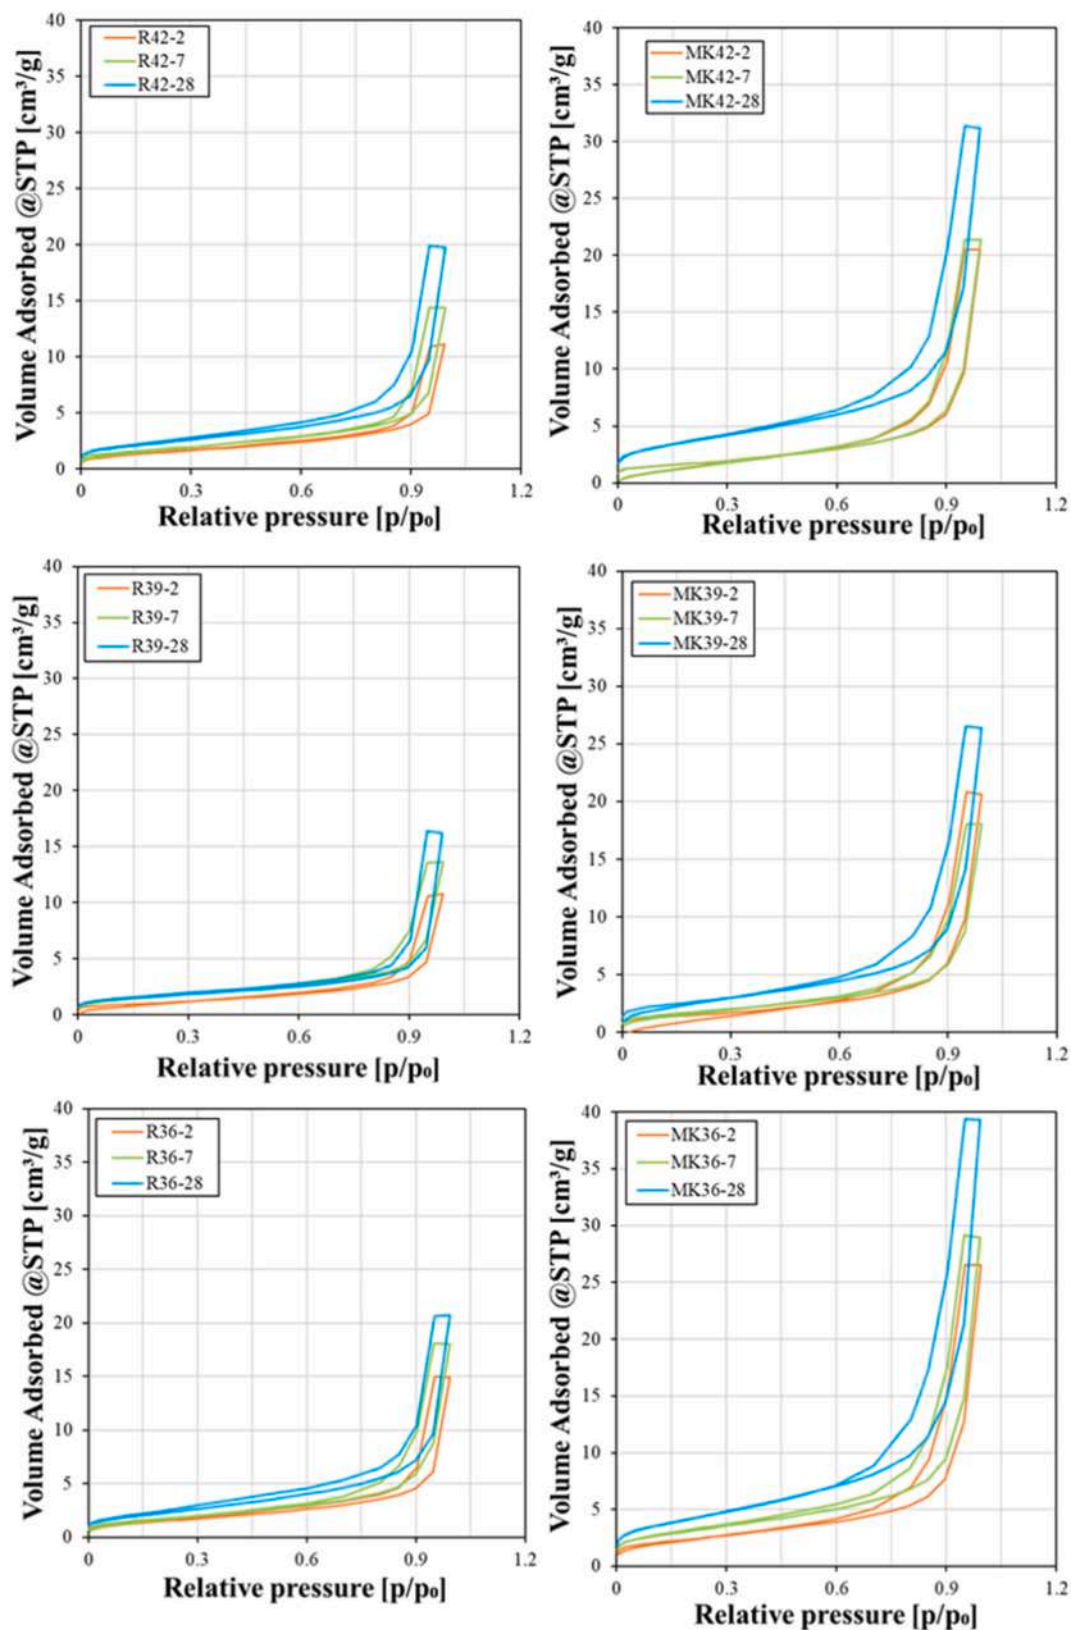 40
35
30
25
20
15
10
5
0
0
0.3
0.6
0.9
1.2
Volume Adsorbed @STP [cm³/g]
Relative pressure [p/p₀]
R42-2
R42-7
R42-28
40
35
30
25
20
15
10
5
0
0
0.3
0.6
0.9
1.2
Volume Adsorbed @STP [cm³/g]
Relative pressure [p/p₀]
MK42-2
MK42-7
MK42-28
40
35
30
25
20
15
10
5
0
0
0.3
0.6
0.9
1.2
Volume Adsorbed @STP [cm³/g]
Relative pressure [p/p₀]
R39-2
R39-7
R39-28
40
35
30
25
20
15
10
5
0
0
0.3
0.6
0.9
1.2
Volume Adsorbed @STP [cm³/g]
Relative pressure [p/p₀]
MK39-2
MK39-7
MK39-28
40
35
30
25
20
15
10
5
0
0
0.3
0.6
0.9
1.2
Volume Adsorbed @STP [cm³/g]
Relative pressure [p/p₀]
R36-2
R36-7
R36-28
40
35
30
25
20
15
10
5
0
0
0.3
0.6
0.9
1.2
Volume Adsorbed @STP [cm³/g]
Relative pressure [p/p₀]
MK36-2
MK36-7
MK36-28